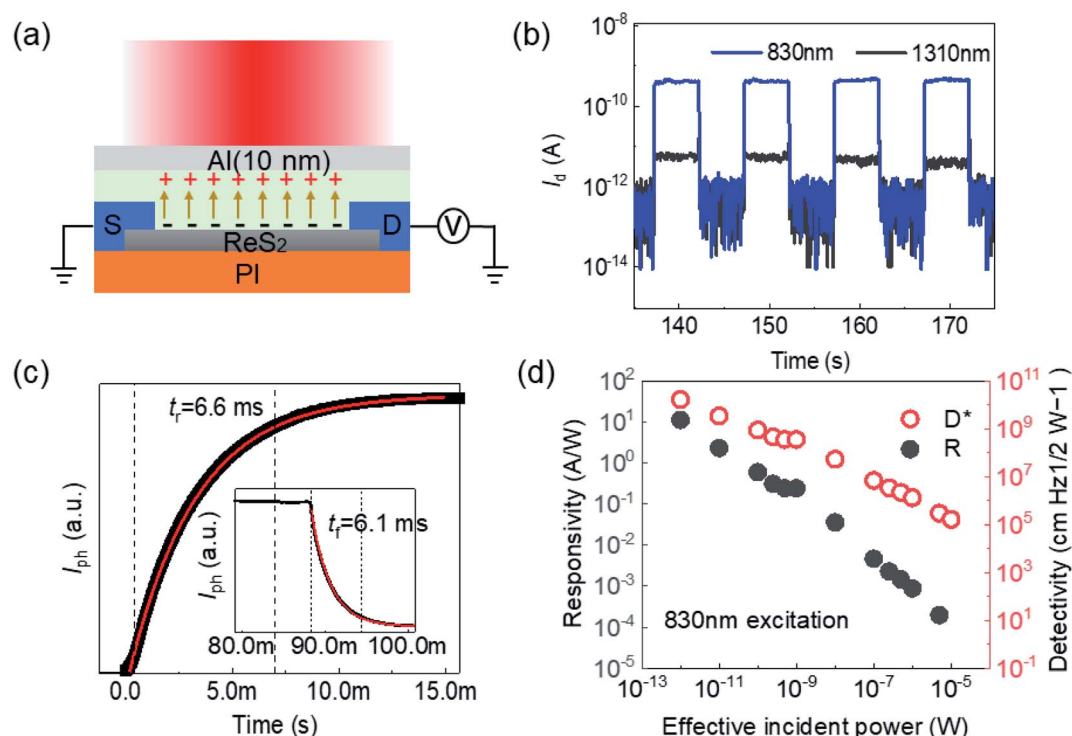 (a)
Al(10 nm)
+ + + + + + + +
S
- - - - - - - -
D
V
ReS2
PI
(b)
830nm
1310nm
10-8
10-10
10-12
10-14
Id (A)
140
150
160
170
Time (s)
(c)
tr=6.6 ms
Iph (a.u.)
tf=6.1 ms
Iph (a.u.)
80.0m
90.0m
100.0m
0.0
5.0m
10.0m
15.0m
Time (s)
(d)
102
101
100
10-1
10-2
10-3
10-4
10-5
Responsivity (A/W)
D*
R
830nm excitation
1011
109
107
105
103
101
10-1
Detectivity (cm Hz1/2 W−1)
10-13
10-11
10-9
10-7
10-5
Effective incident power (W)